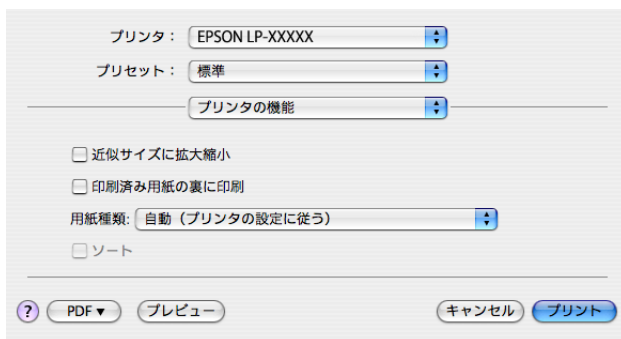 プリンタ： EPSON LP-XXXXX
プリセット： 標準
プリンタの機能
近似サイズに拡大縮小
印刷済み用紙の裏に印刷
用紙種類: 自動（プリンタの設定に従う）
ソート
? PDF▼ プレビュー キャンセル プリント